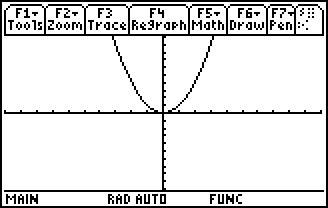 F1 F2 F3 F4 F5 F6 F7
Tools Zoom Trace ReGraph Math Draw Pen
MAIN RAD AUTO FUNC